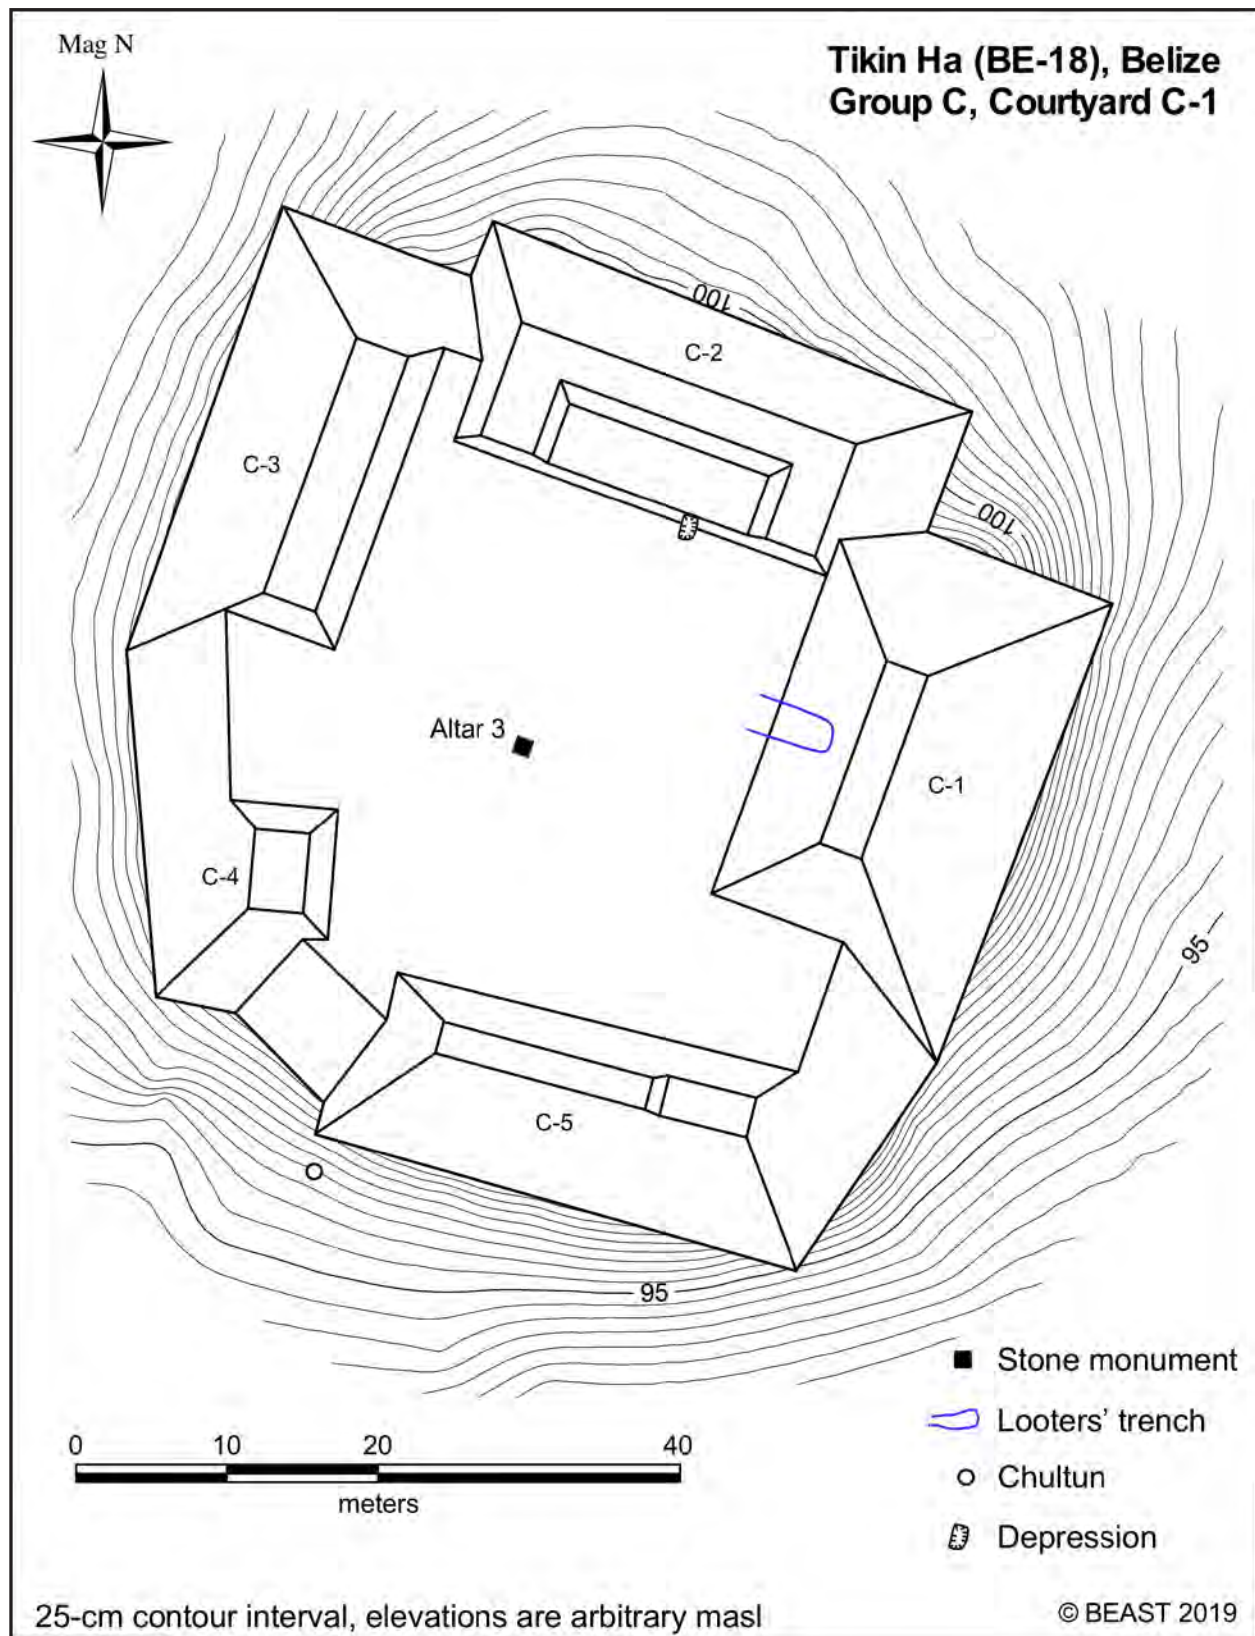 Mag N
Tikin Ha (BE-18), Belize
Group C, Courtyard C-1
100
C-2
C-3
100
Altar 3
C-1
C-4
95
C-5
95
Stone monument
Looters' trench
Chultun
Depression
0 10 20 40
meters
25-cm contour interval, elevations are arbitrary masl
© BEAST 2019